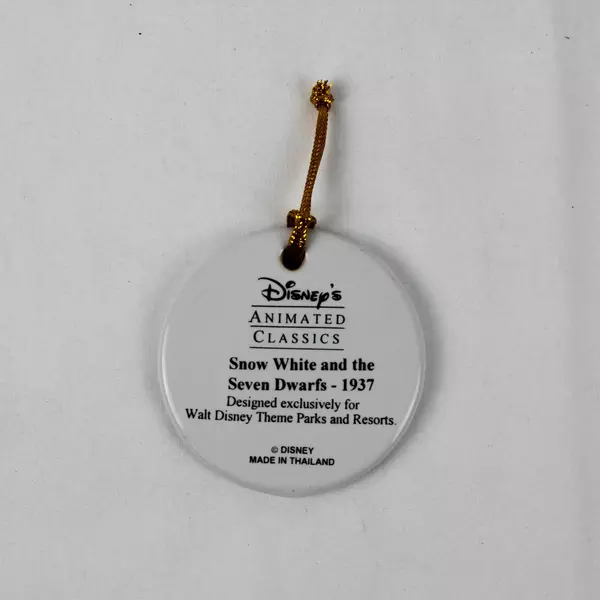 Disney's
ANIMATED
CLASSICS
Snow White and the
Seven Dwarfs - 1937
Designed exclusively for
Walt Disney Theme Parks and Resorts.
© DISNEY
MADE IN THAILAND